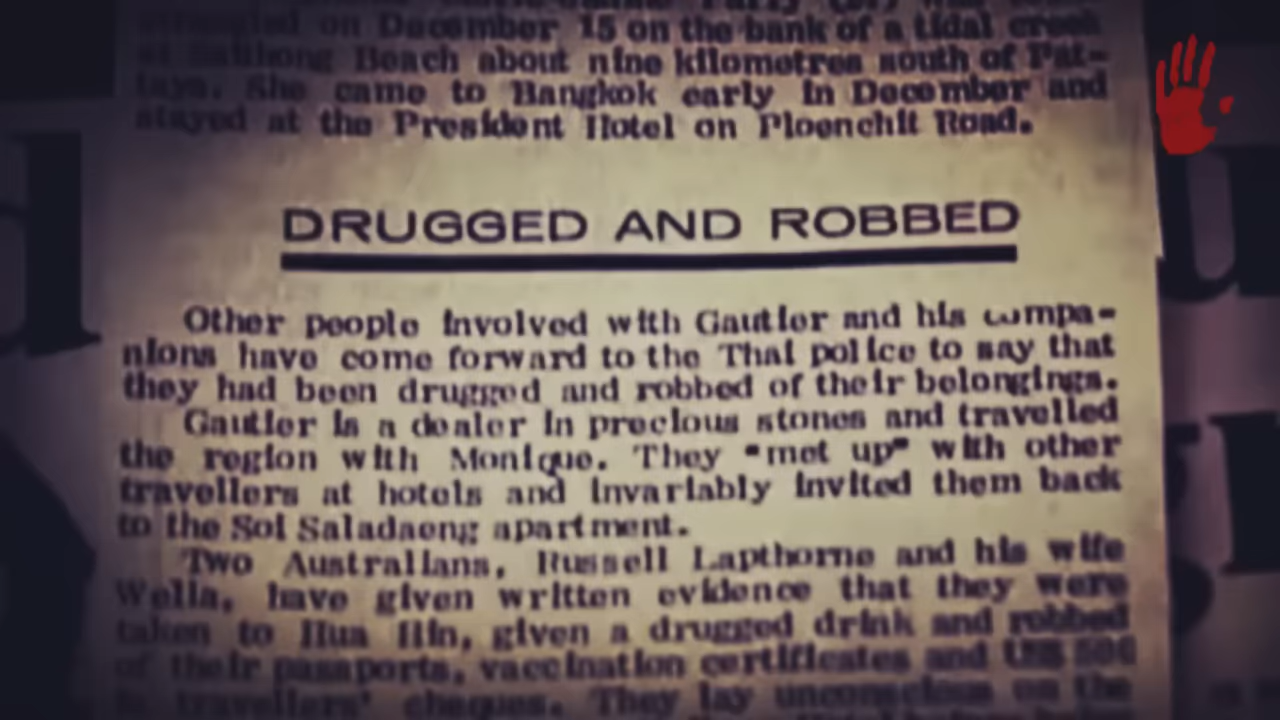 strangled on December 15 on the bank of a tidal creek
Beach about nine kilometres south of Pat-
taya. She came to Bangkok early in December and
stayed at the President Hotel on Ploenchit Road.
DRUGGED AND ROBBED
Other people involved with Gautier and his compa-
nions have come forward to the Thai police to say that
they had been drugged and robbed of their belongings.
Gautier is a dealer in precious stones and travelled
the region with Monique. They "met up" with other
travellers at hotels and invariably invited them back
to the Soi Saladaeng apartment.
Two Australians, Russell Lapthorne and his wife
have given written evidence that they were
taken to Hua Hin, given a drugged drink and robbed
of their passports, vaccination certificates and
in travellers' cheques. They lay unconscious on the